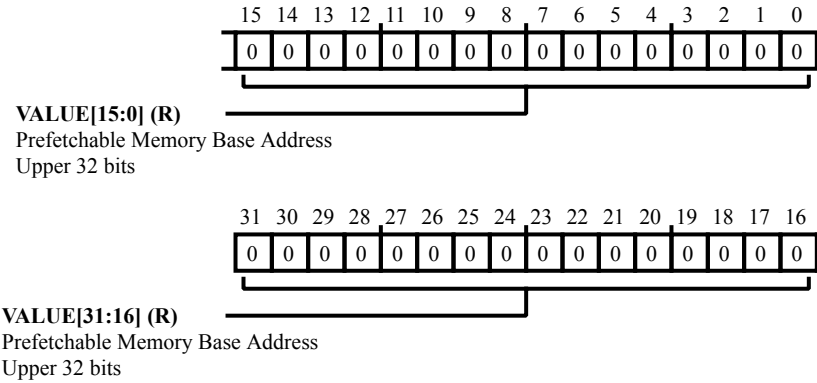 15 14 13 12 11 10 9 8 7 6 5 4 3 2 1 0
0 0 0 0 0 0 0 0 0 0 0 0 0 0 0 0
VALUE[15:0] (R)
Prefetchable Memory Base Address
Upper 32 bits
31 30 29 28 27 26 25 24 23 22 21 20 19 18 17 16
0 0 0 0 0 0 0 0 0 0 0 0 0 0 0 0
VALUE[31:16] (R)
Prefetchable Memory Base Address
Upper 32 bits